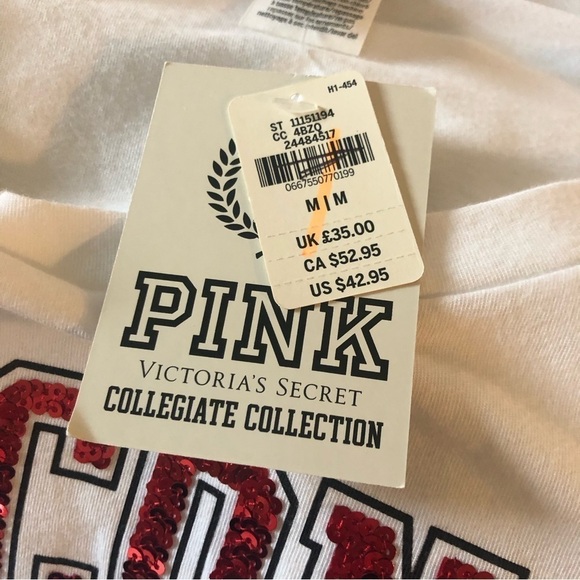 H1-454
ST 11151194
CC 4BZQ
24484517
0667550770199
M | M
UK £35.00
CA $52.95
US $42.95
PINK
VICTORIA'S SECRET
COLLEGIATE COLLECTION